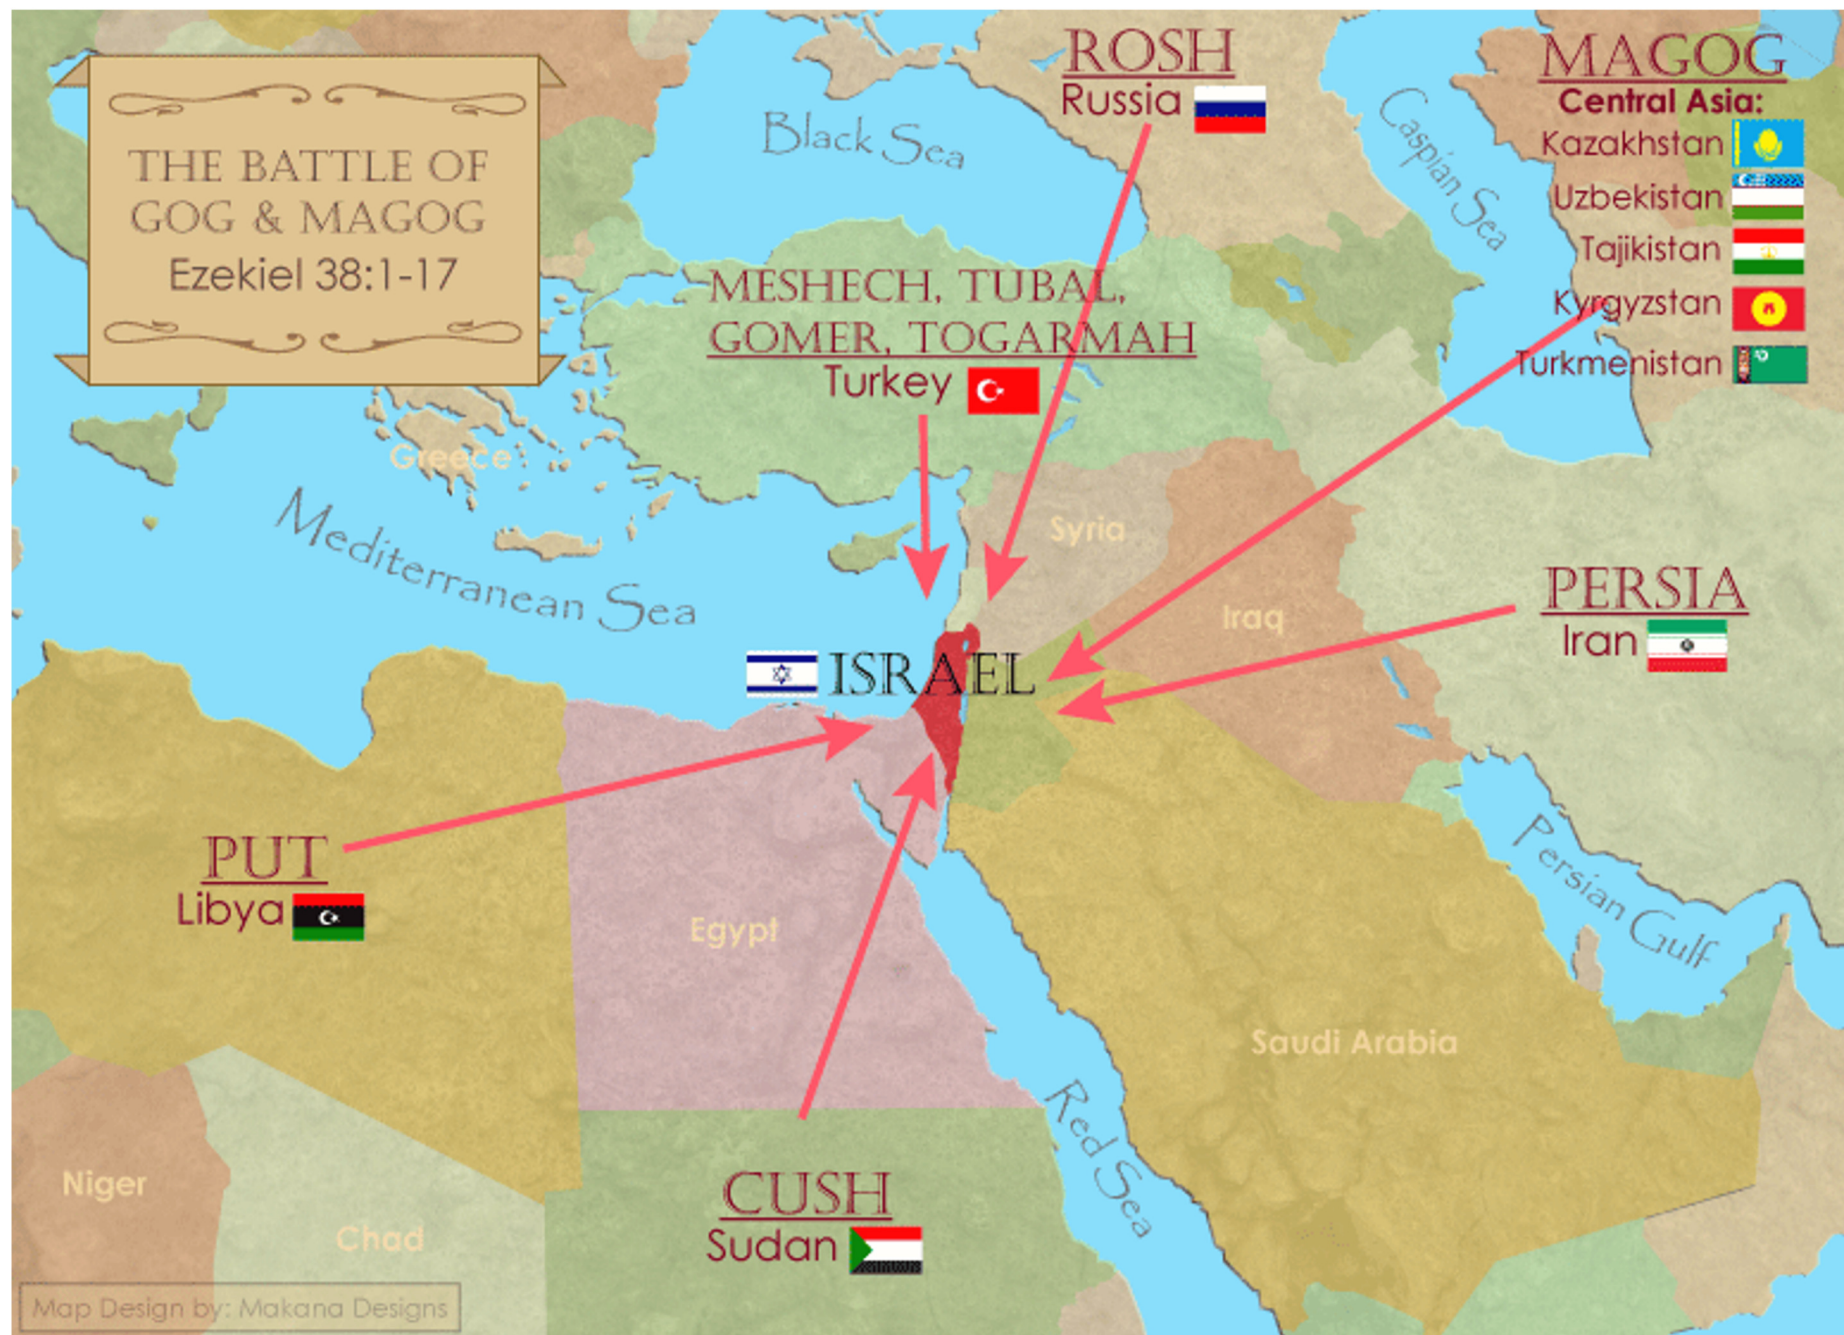 THE BATTLE OF
GOG & MAGOG
Ezekiel 38:1-17
ROSH
Russia
MAGOG
Central Asia:
Kazakhstan
Uzbekistan
Tajikistan
Kyrgyzstan
Turkmenistan
Black Sea
Caspian Sea
MESHECH, TUBAL,
GOMER, TOGARMAH
Turkey
Greece
Mediterranean Sea
Syria
Iraq
PERSIA
Iran
ISRAEL
PUT
Libya
Egypt
Persian Gulf
Saudi Arabia
Red Sea
Niger
Chad
CUSH
Sudan
Map Design by: Makana Designs